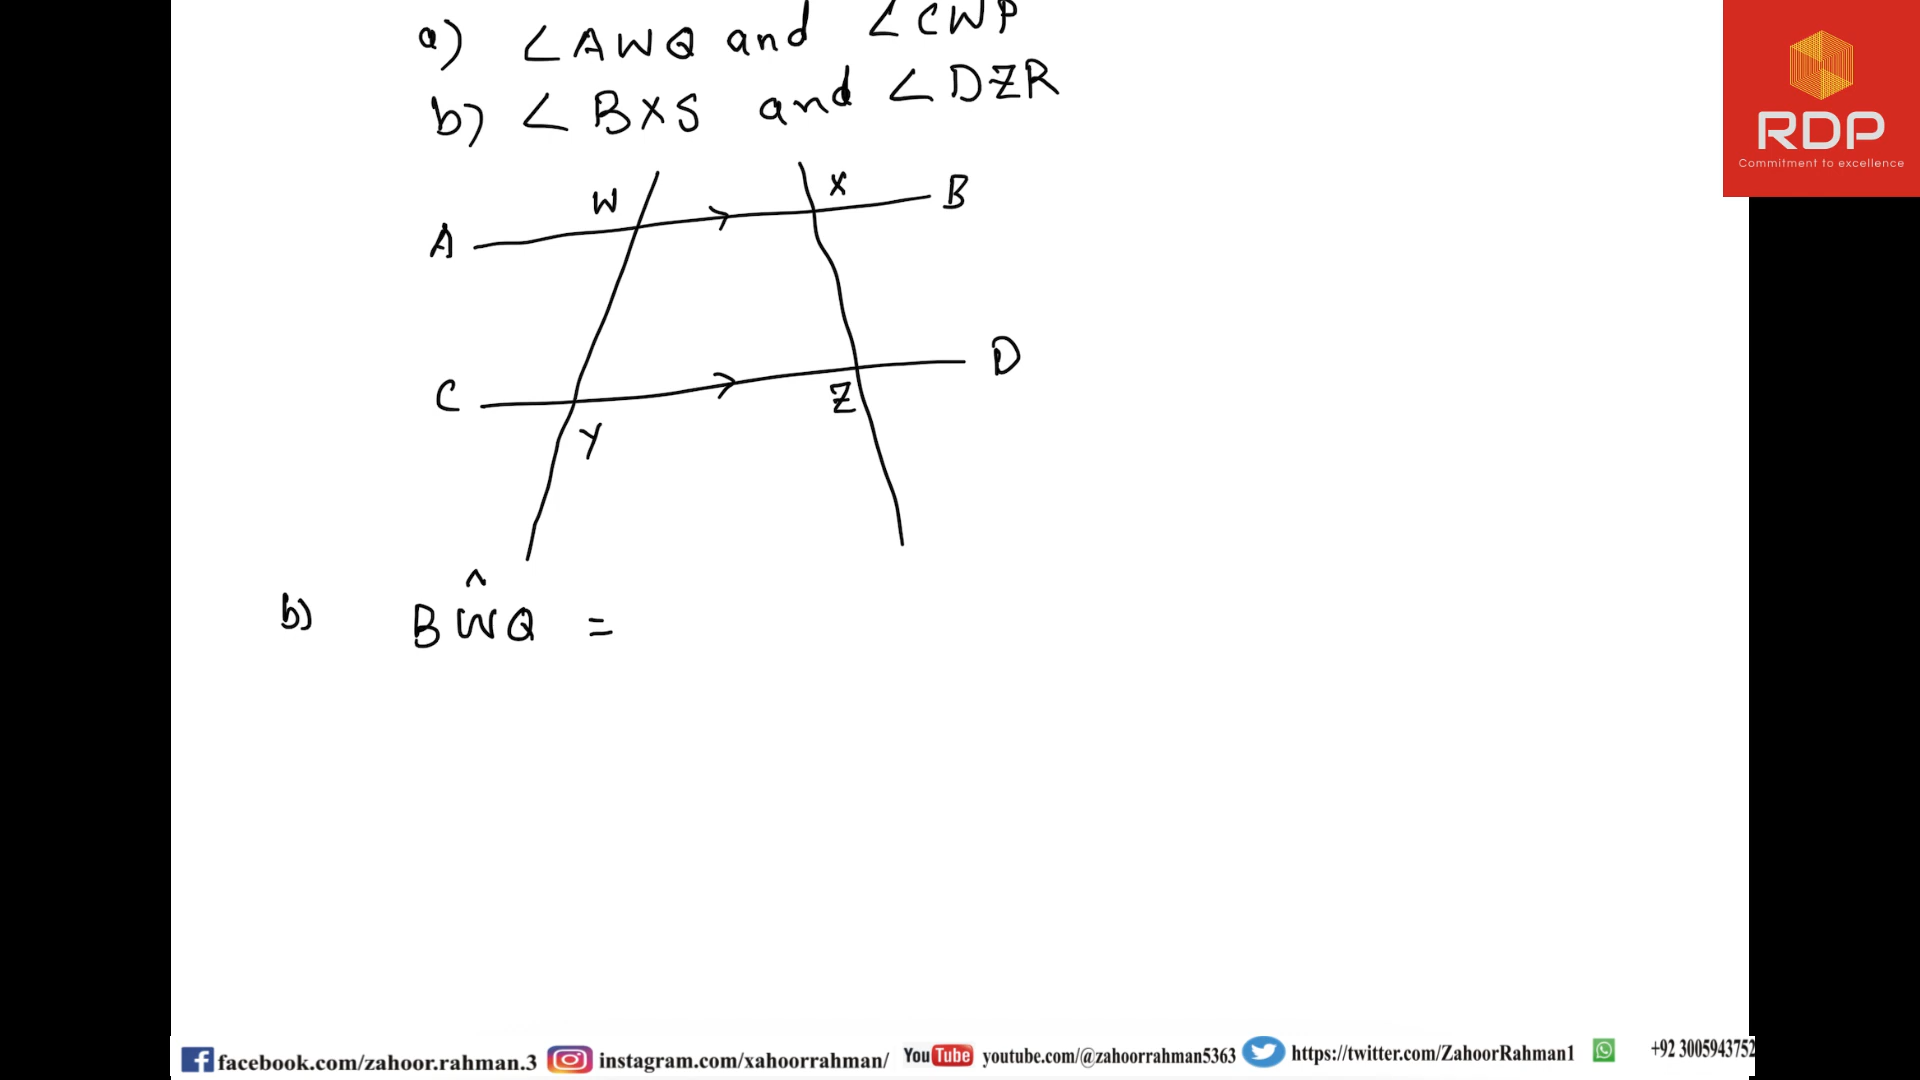 a) ∠AWQ and ∠CWP
b) ∠BXS and ∠DZR
W
X
B
A
C
D
Z
Y
b) BŴQ =
RDP
Commitment to excellence
facebook.com/zahoor.rahman.3 instagram.com/xahoorrahman/ YouTube youtube.com/@zahoorrahman5363 https://twitter.com/ZahoorRahman1 +92 3005943752